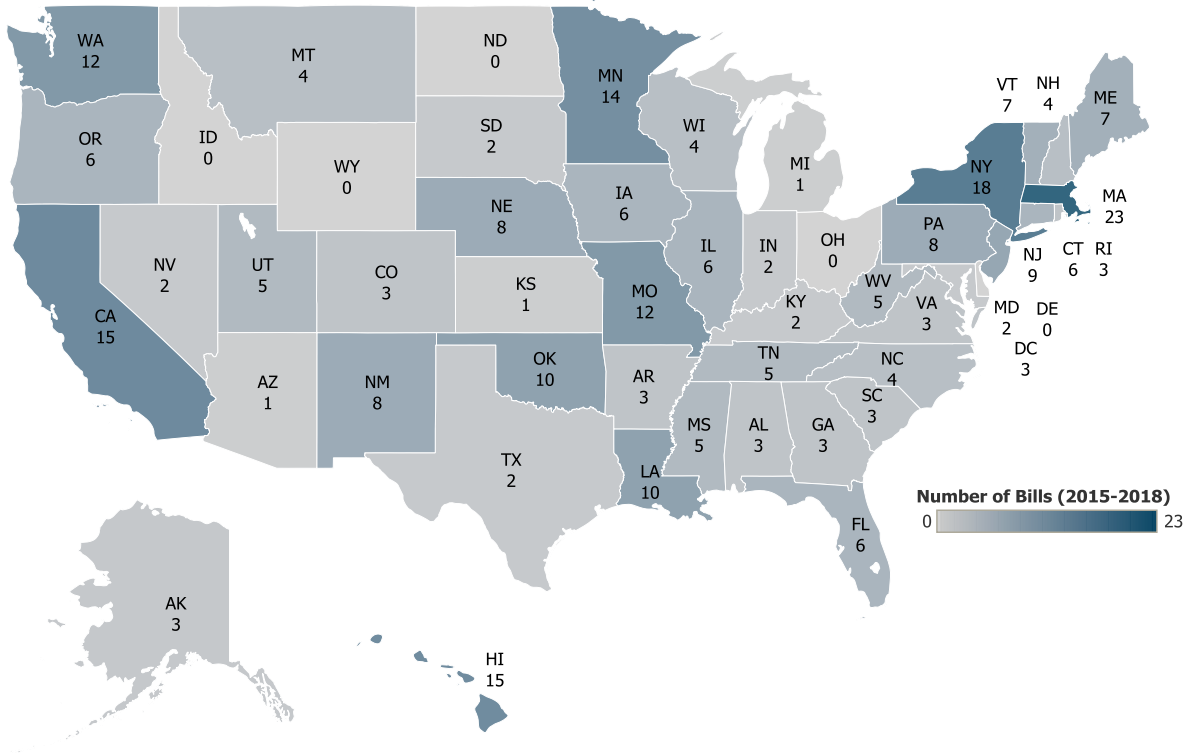 WA
12
MT
4
ND
0
MN
14
VT
7
NH
4
ME
7
OR
6
ID
0
SD
2
WI
4
WY
0
MI
1
NY
18
MA
23
NE
8
IA
6
PA
8
NV
2
UT
5
CO
3
IL
6
IN
2
OH
0
NJ
9
CT
6
RI
3
KS
1
MO
12
WV
5
KY
2
VA
3
MD
2
DE
0
DC
3
CA
15
AZ
1
NM
8
OK
10
AR
3
TN
5
NC
4
SC
3
MS
5
AL
3
GA
3
TX
2
LA
10
FL
6
Number of Bills (2015-2018)
0 23
AK
3
HI
15